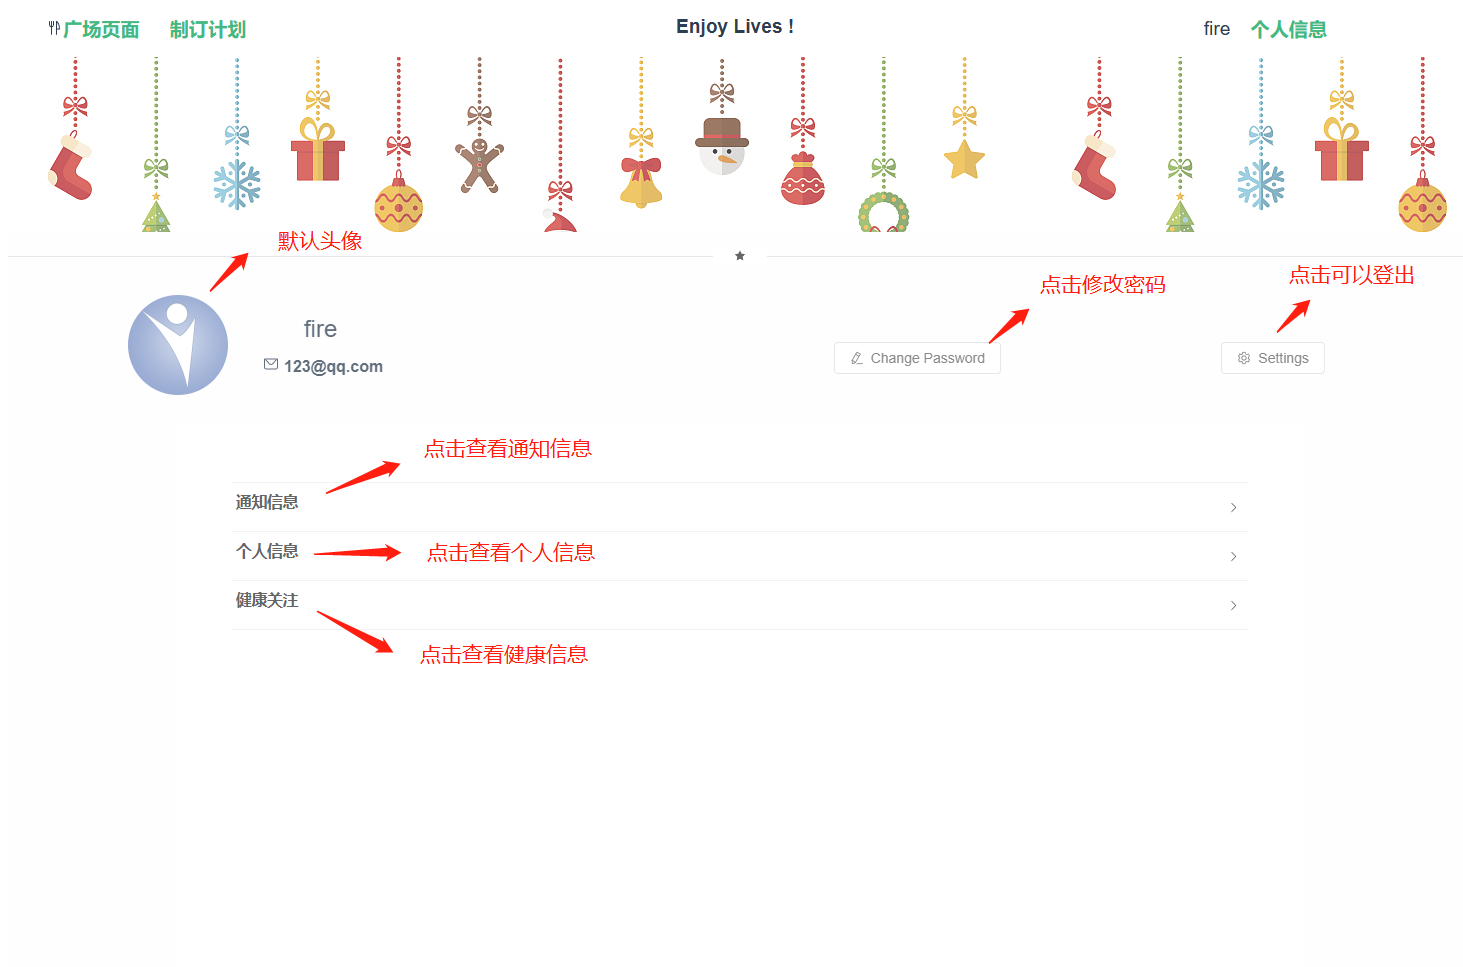 广场页面 制订计划 Enjoy Lives ! fire 个人信息
默认头像
点击修改密码 点击可以登出
fire
123@qq.com
Change Password Settings
点击查看通知信息
通知信息
个人信息 点击查看个人信息
健康关注
点击查看健康信息